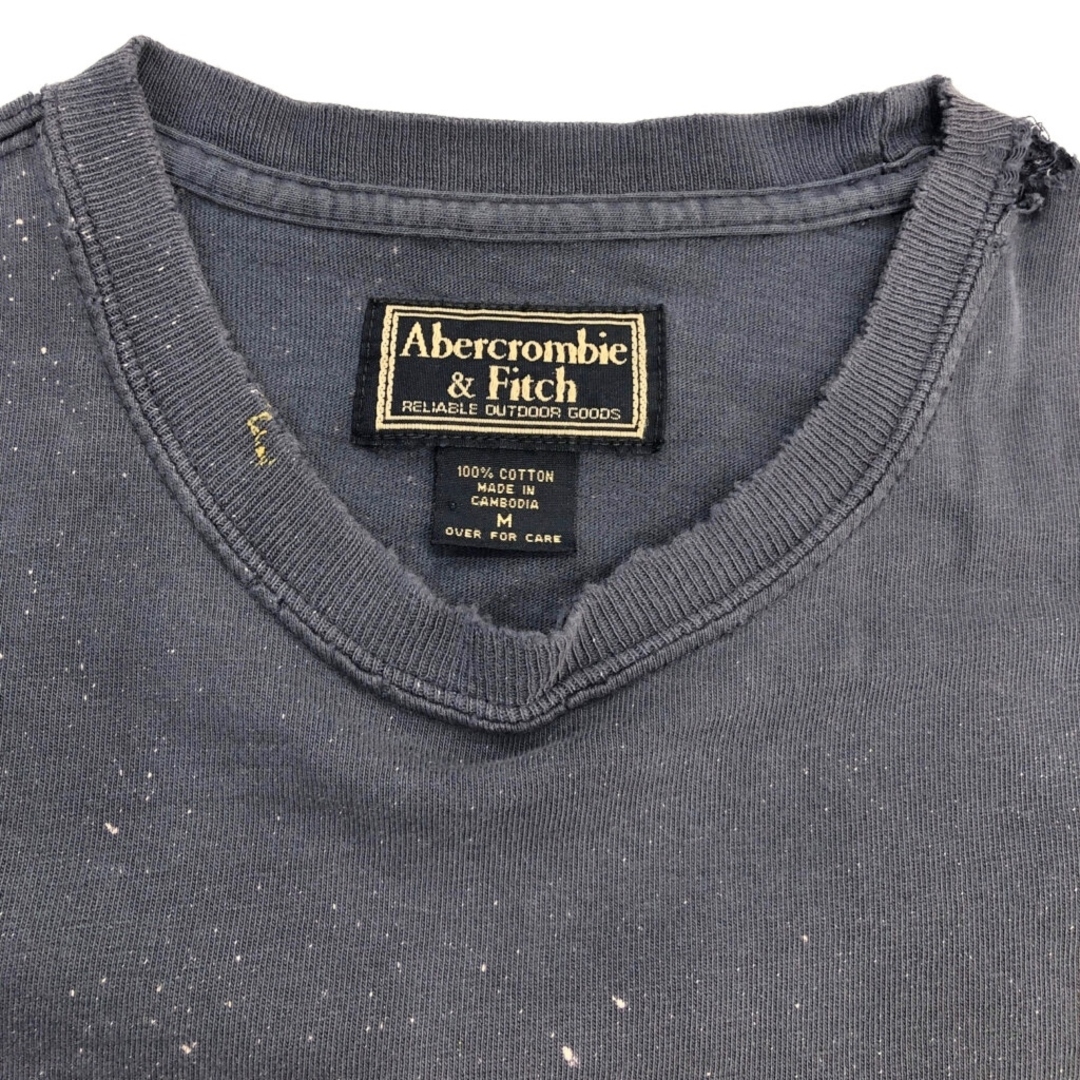 Abercrombie
& Fitch
RELIABLE OUTDOOR GOODS
100% COTTON
MADE IN
CAMBODIA
M
OVER FOR CARE